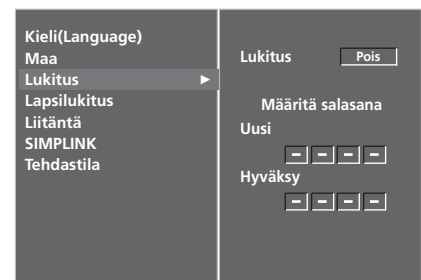 Kieli(Language)
Maa
Lukitus ►
Lapsilukitus
Liitäntä
SIMPLINK
Tehdastila
Lukitus Pois
Määritä salasana
Uusi
– – – –
Hyväksy
– – – –